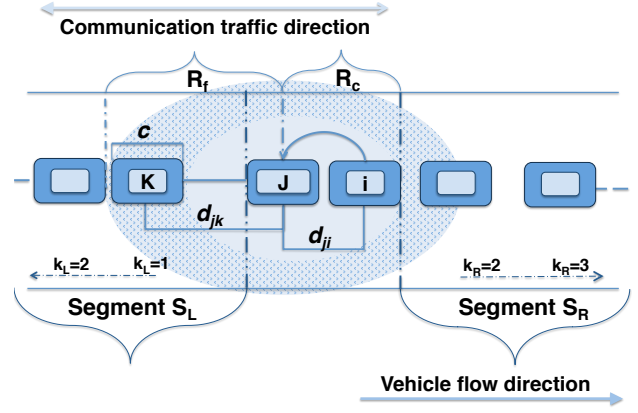 Communication traffic direction
R_f R_c
c
K J i
d_jk
d_ji
k_L=2 k_L=1 k_R=2 k_R=3
Segment S_L Segment S_R
Vehicle flow direction